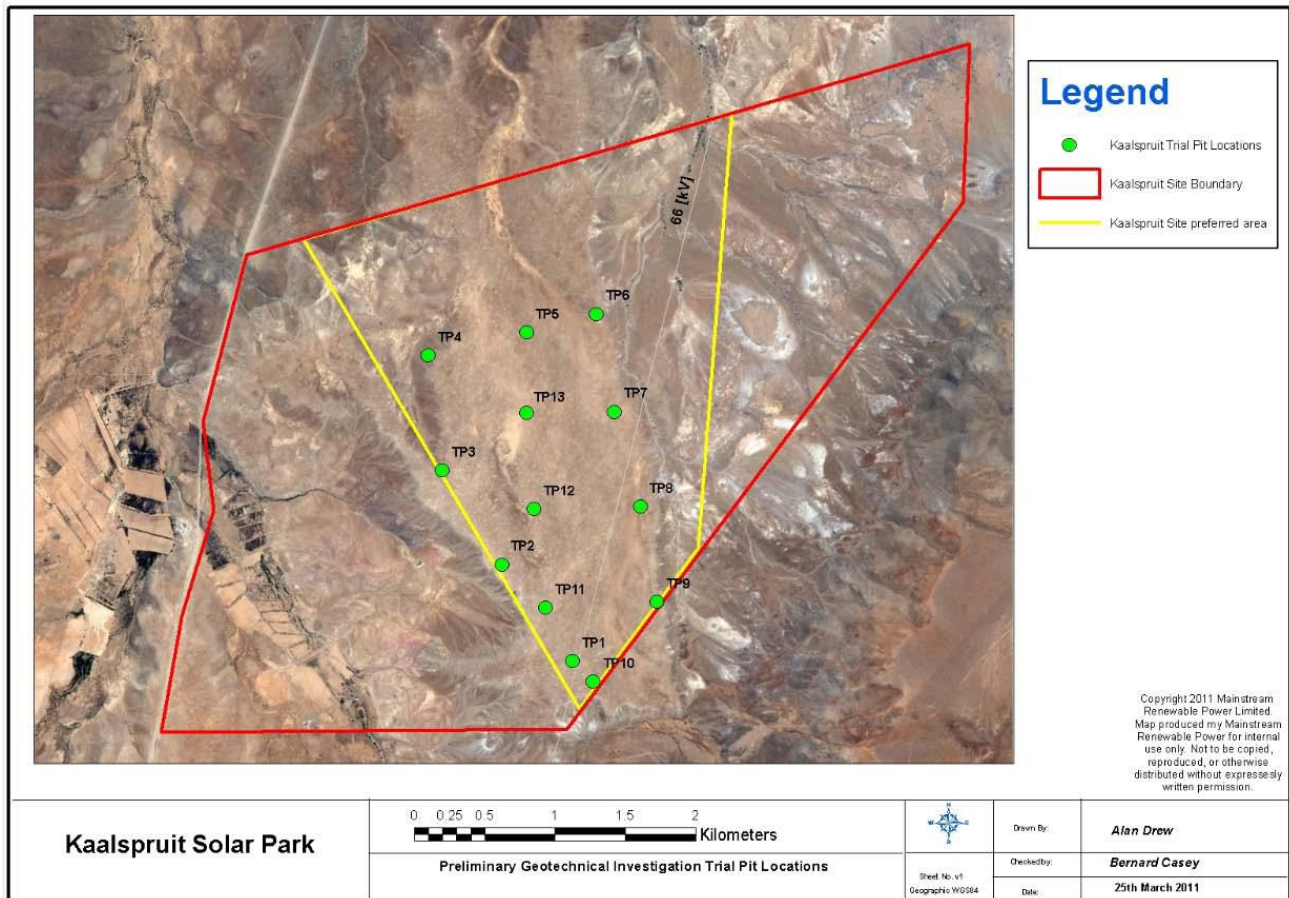 Legend
Kaalspruit Trial Pit Locations
Kaalspruit Site Boundary
Kaalspruit Site preferred area
66 [kV]
TP6
TP5
TP4
TP13
TP7
TP3
TP12
TP8
TP2
TP11
TP9
TP1
TP10
Copyright 2011 Mainstream
Renewable Power Limited.
Map produced my Mainstream
Renewable Power for internal
use only. Not to be copied,
reproduced, or otherwise
distributed without expressesly
written permission.
Kaalspruit Solar Park
0 0.25 0.5 1 1.5 2
Kilometers
Preliminary Geotechnical Investigation Trial Pit Locations
N
W E
S
Sheet No. v1
Geographic WGS84
Drawn By: Alan Drew
Checked by: Bernard Casey
Date: 25th March 2011